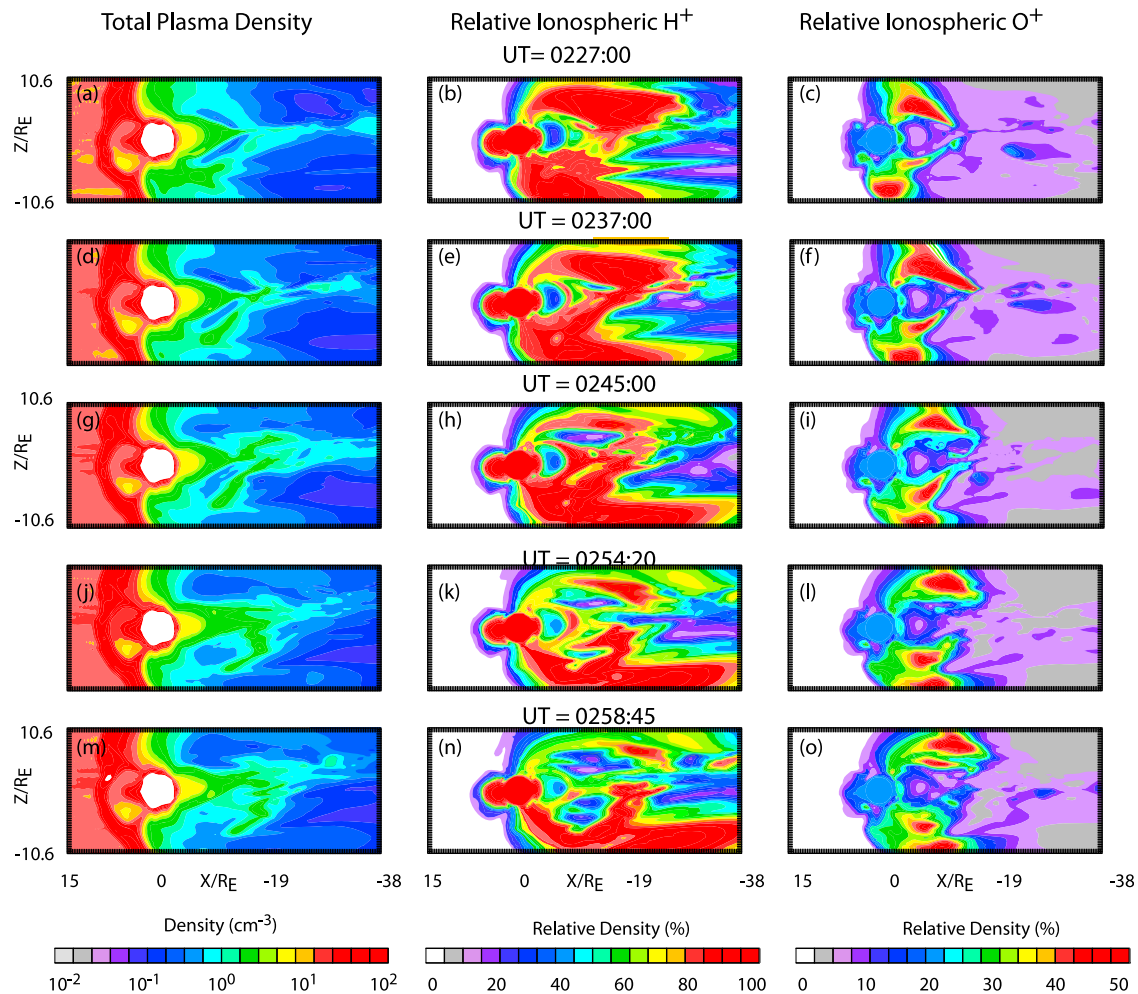 Total Plasma Density Relative Ionospheric H+ Relative Ionospheric O+
UT= 0227:00
10.6 (a) (b) (c)
Z/RE
-10.6
UT = 0237:00
(d) (e) (f)
UT = 0245:00
10.6 (g) (h) (i)
Z/RE
-10.6
UT = 0254:20
(j) (k) (l)
UT = 0258:45
10.6 (m) (n) (o)
Z/RE
-10.6
15 0 X/RE -19 -38 0 X/RE -19 -38 0 X/RE -19 -38
Density (cm-3) Relative Density (%) Relative Density (%)
10-2 10-1 100 101 102 0 20 40 60 80 100 0 10 20 30 40 50